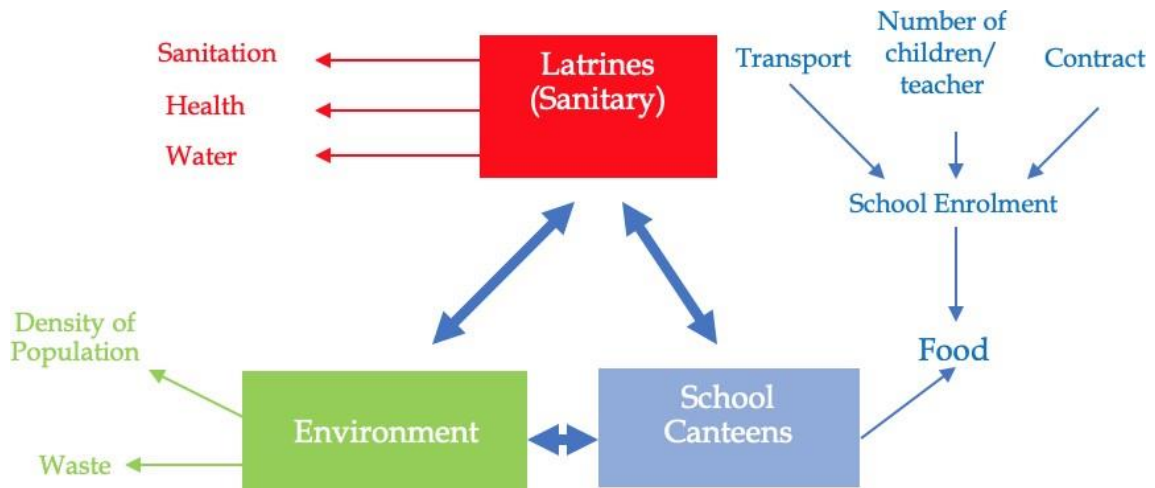 Sanitation
Health
Water
Latrines
(Sanitary)
Transport
Number of
children/
teacher
Contract
School Enrolment
Food
Density of
Population
Waste
Environment
School
Canteens